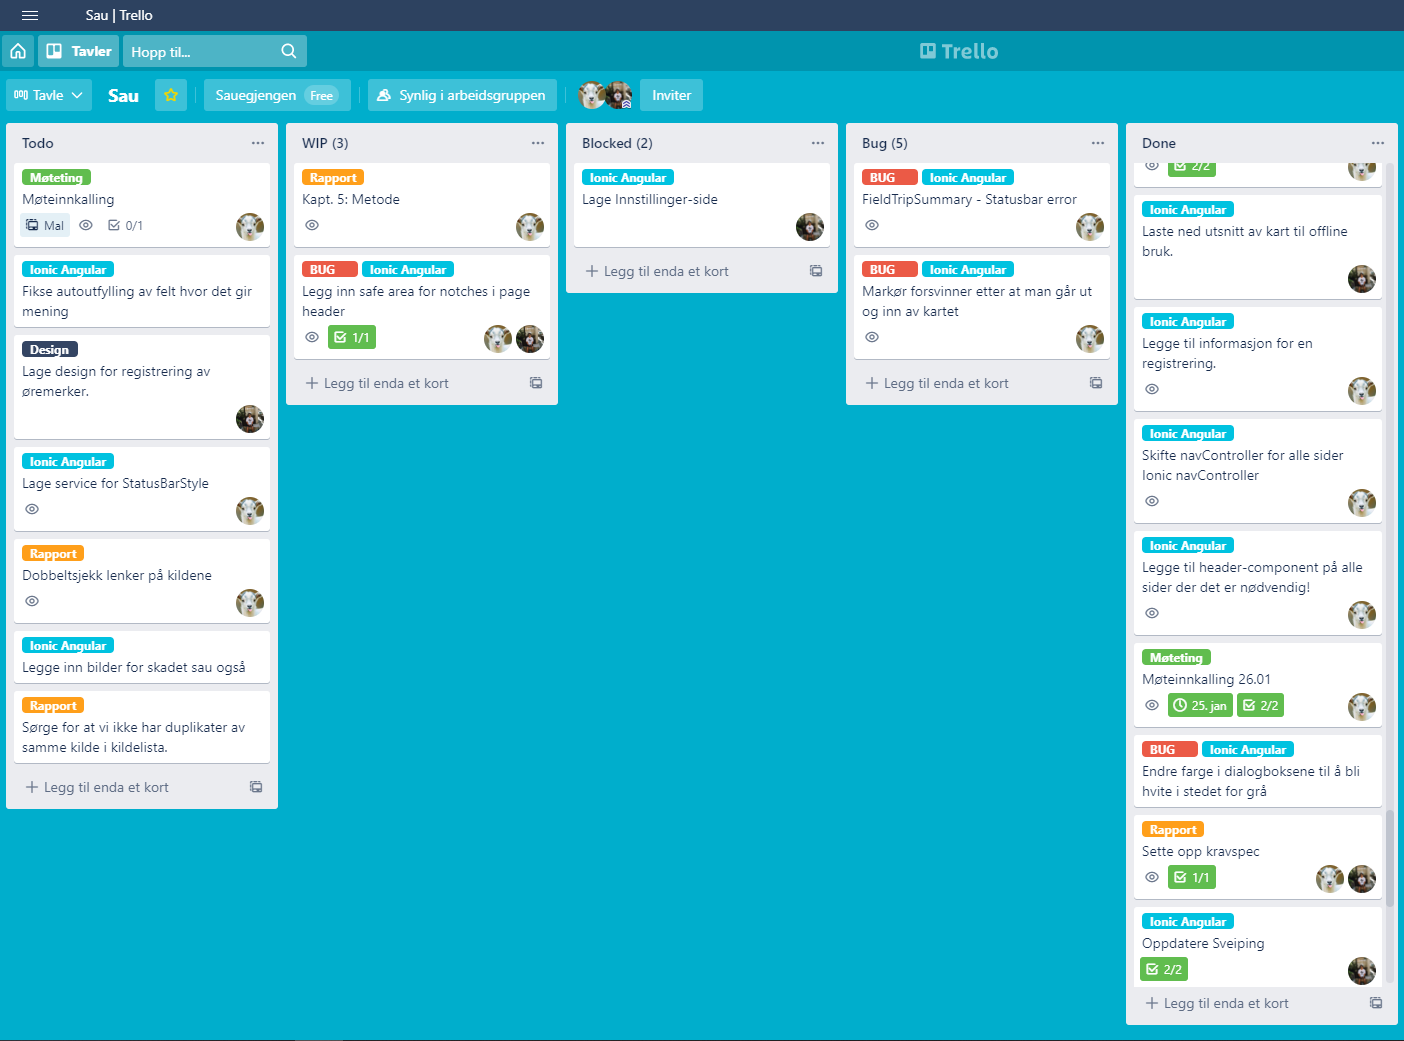 Sau | Trello
Tavler
Hopp til...
Trello
Tavle
Sau
Sauegjengen Free
Synlig i arbeidsgruppen
Inviter
Todo
Møteting
Møteinnkalling
Mal
0/1
Ionic Angular
Fikse autoutfylling av felt hvor det gir
mening
Design
Lage design for registrering av
øremerker.
Ionic Angular
Lage service for StatusBarStyle
Rapport
Dobbeltsjekk lenker på kildene
Ionic Angular
Legge inn bilder for skadet sau også
Rapport
Sørge for at vi ikke har duplikater av
samme kilde i kildelista.
+ Legg til enda et kort
WIP (3)
Rapport
Kapt. 5: Metode
BUG Ionic Angular
Legg inn safe area for notches i page
header
1/1
+ Legg til enda et kort
Blocked (2)
Ionic Angular
Lage Innstillinger-side
+ Legg til enda et kort
Bug (5)
BUG Ionic Angular
FieldTripSummary - Statusbar error
BUG Ionic Angular
Markør forsvinner etter at man går ut
og inn av kartet
+ Legg til enda et kort
Done
2/2
Ionic Angular
Laste ned utsnitt av kart til offline
bruk.
Ionic Angular
Legge til informasjon for en
registrering.
Ionic Angular
Skifte navController for alle sider
Ionic navController
Ionic Angular
Legge til header-component på alle
sider der det er nødvendig!
Møteting
Møteinnkalling 26.01
25. jan 2/2
BUG Ionic Angular
Endre farge i dialogboksene til å bli
hvite i stedet for grå
Rapport
Sette opp kravspec
1/1
Ionic Angular
Oppdatere Sveiping
2/2
+ Legg til enda et kort